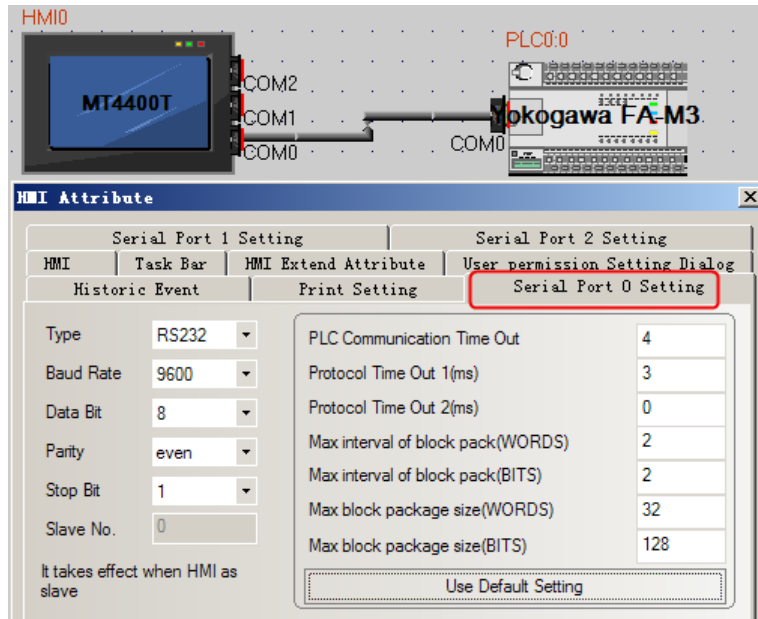 HMI0
PLC0:0
COM2
MT4400T
COM1
Yokogawa FA-M3
COM0
COM0
HMI Attribute
Serial Port 1 Setting
Serial Port 2 Setting
HMI
Task Bar
HMI Extend Attribute
User permission Setting Dialog
Historic Event
Print Setting
Serial Port 0 Setting
Type RS232
Baud Rate 9600
Data Bit 8
Parity even
Stop Bit 1
Slave No. 0
It takes effect when HMI as
slave
PLC Communication Time Out 4
Protocol Time Out 1(ms) 3
Protocol Time Out 2(ms) 0
Max interval of block pack(WORDS) 2
Max interval of block pack(BITS) 2
Max block package size(WORDS) 32
Max block package size(BITS) 128
Use Default Setting